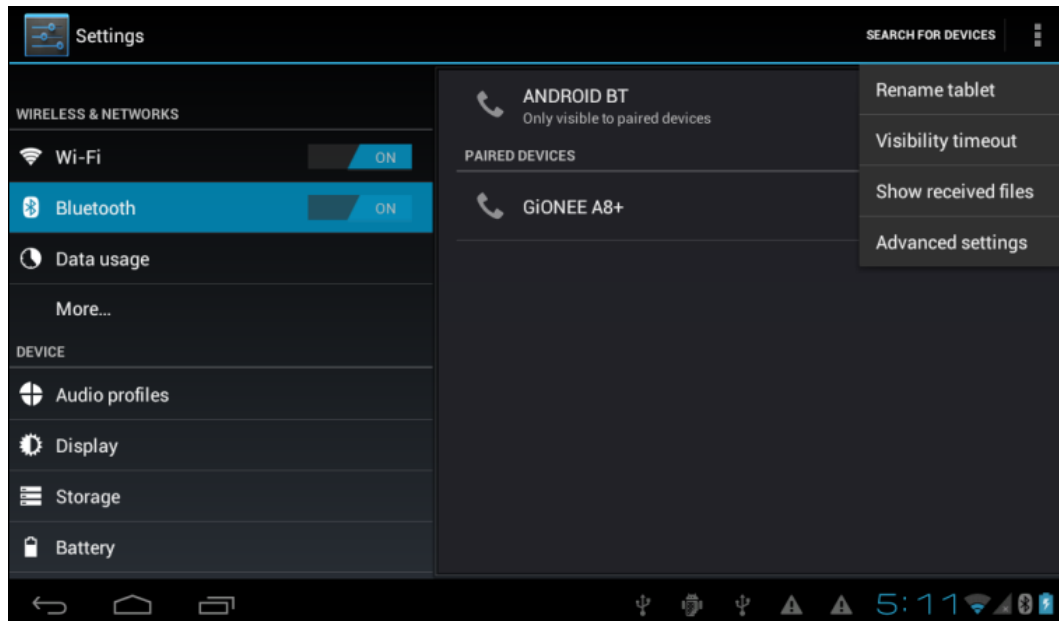 Settings
SEARCH FOR DEVICES
WIRELESS & NETWORKS
Wi-Fi
ON
Bluetooth
ON
Data usage
More...
DEVICE
Audio profiles
Display
Storage
Battery
ANDROID BT
Only visible to paired devices
PAIRED DEVICES
GiONEE A8+
Rename tablet
Visibility timeout
Show received files
Advanced settings
5:11